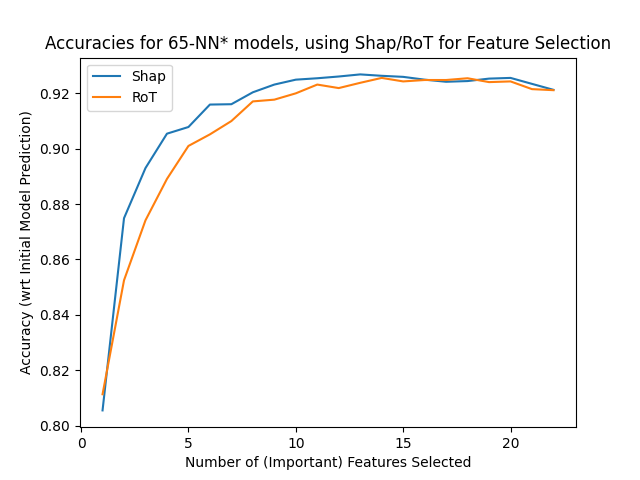 Accuracies for 65-NN* models, using Shap/RoT for Feature Selection
Shap
RoT
Accuracy (wrt Initial Model Prediction)
0.92
0.90
0.88
0.86
0.84
0.82
0.80
0
5
10
15
20
Number of (Important) Features Selected